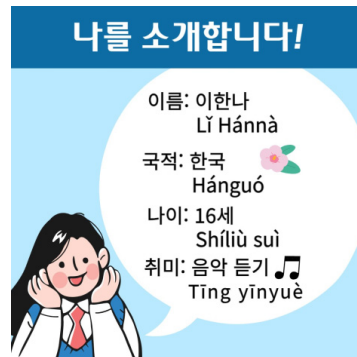 나를 소개합니다!
이름: 이한나
Lǐ Hánnà
국적: 한국
Hánguó
나이: 16세
Shíliù suì
취미: 음악 듣기
Tīng yīnyuè